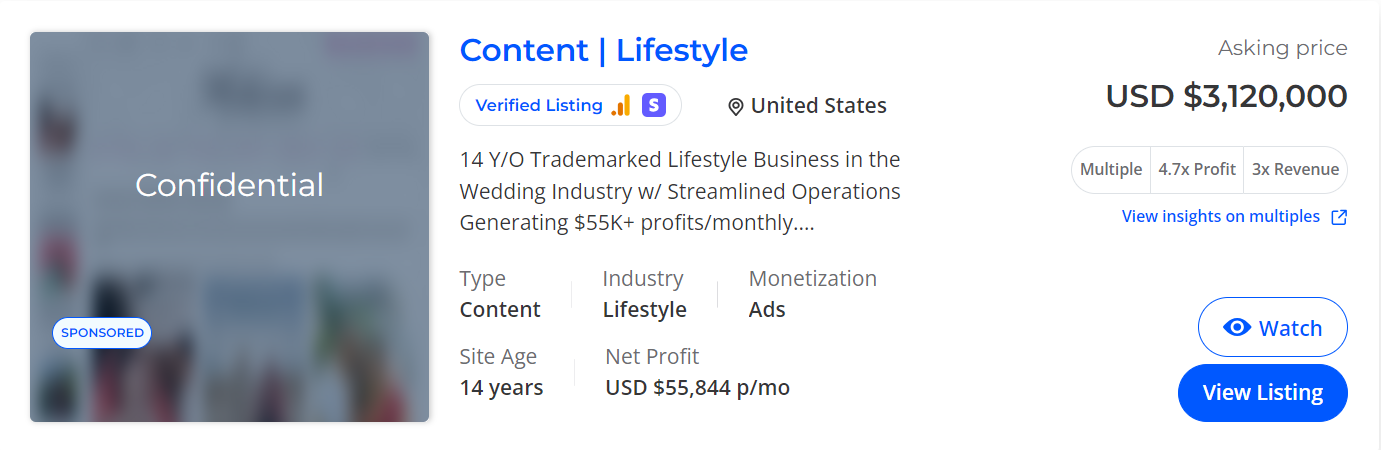 Content | Lifestyle
Asking price
Verified Listing S
United States
USD $3,120,000
14 Y/O Trademarked Lifestyle Business in the
Wedding Industry w/ Streamlined Operations
Generating $55K+ profits/monthly....
Multiple 4.7x Profit 3x Revenue
View insights on multiples
Confidential
SPONSORED
Type Industry Monetization
Content Lifestyle Ads
Site Age Net Profit
14 years USD $55,844 p/mo
Watch
View Listing